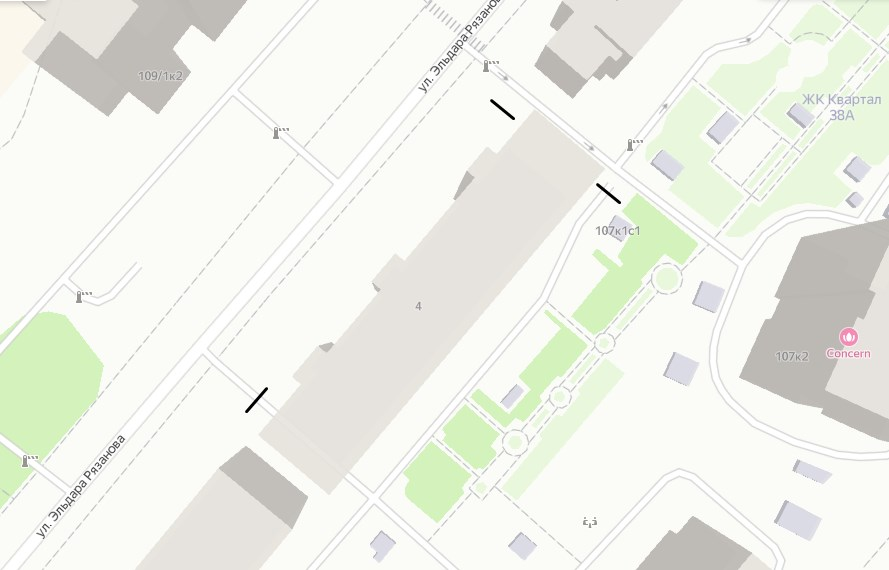 ул. Эльдара Рязанова
109/1к2
ЖК Квартал
38А
107к1с1
4
107к2
Concern
ул. Эльдара Рязанова